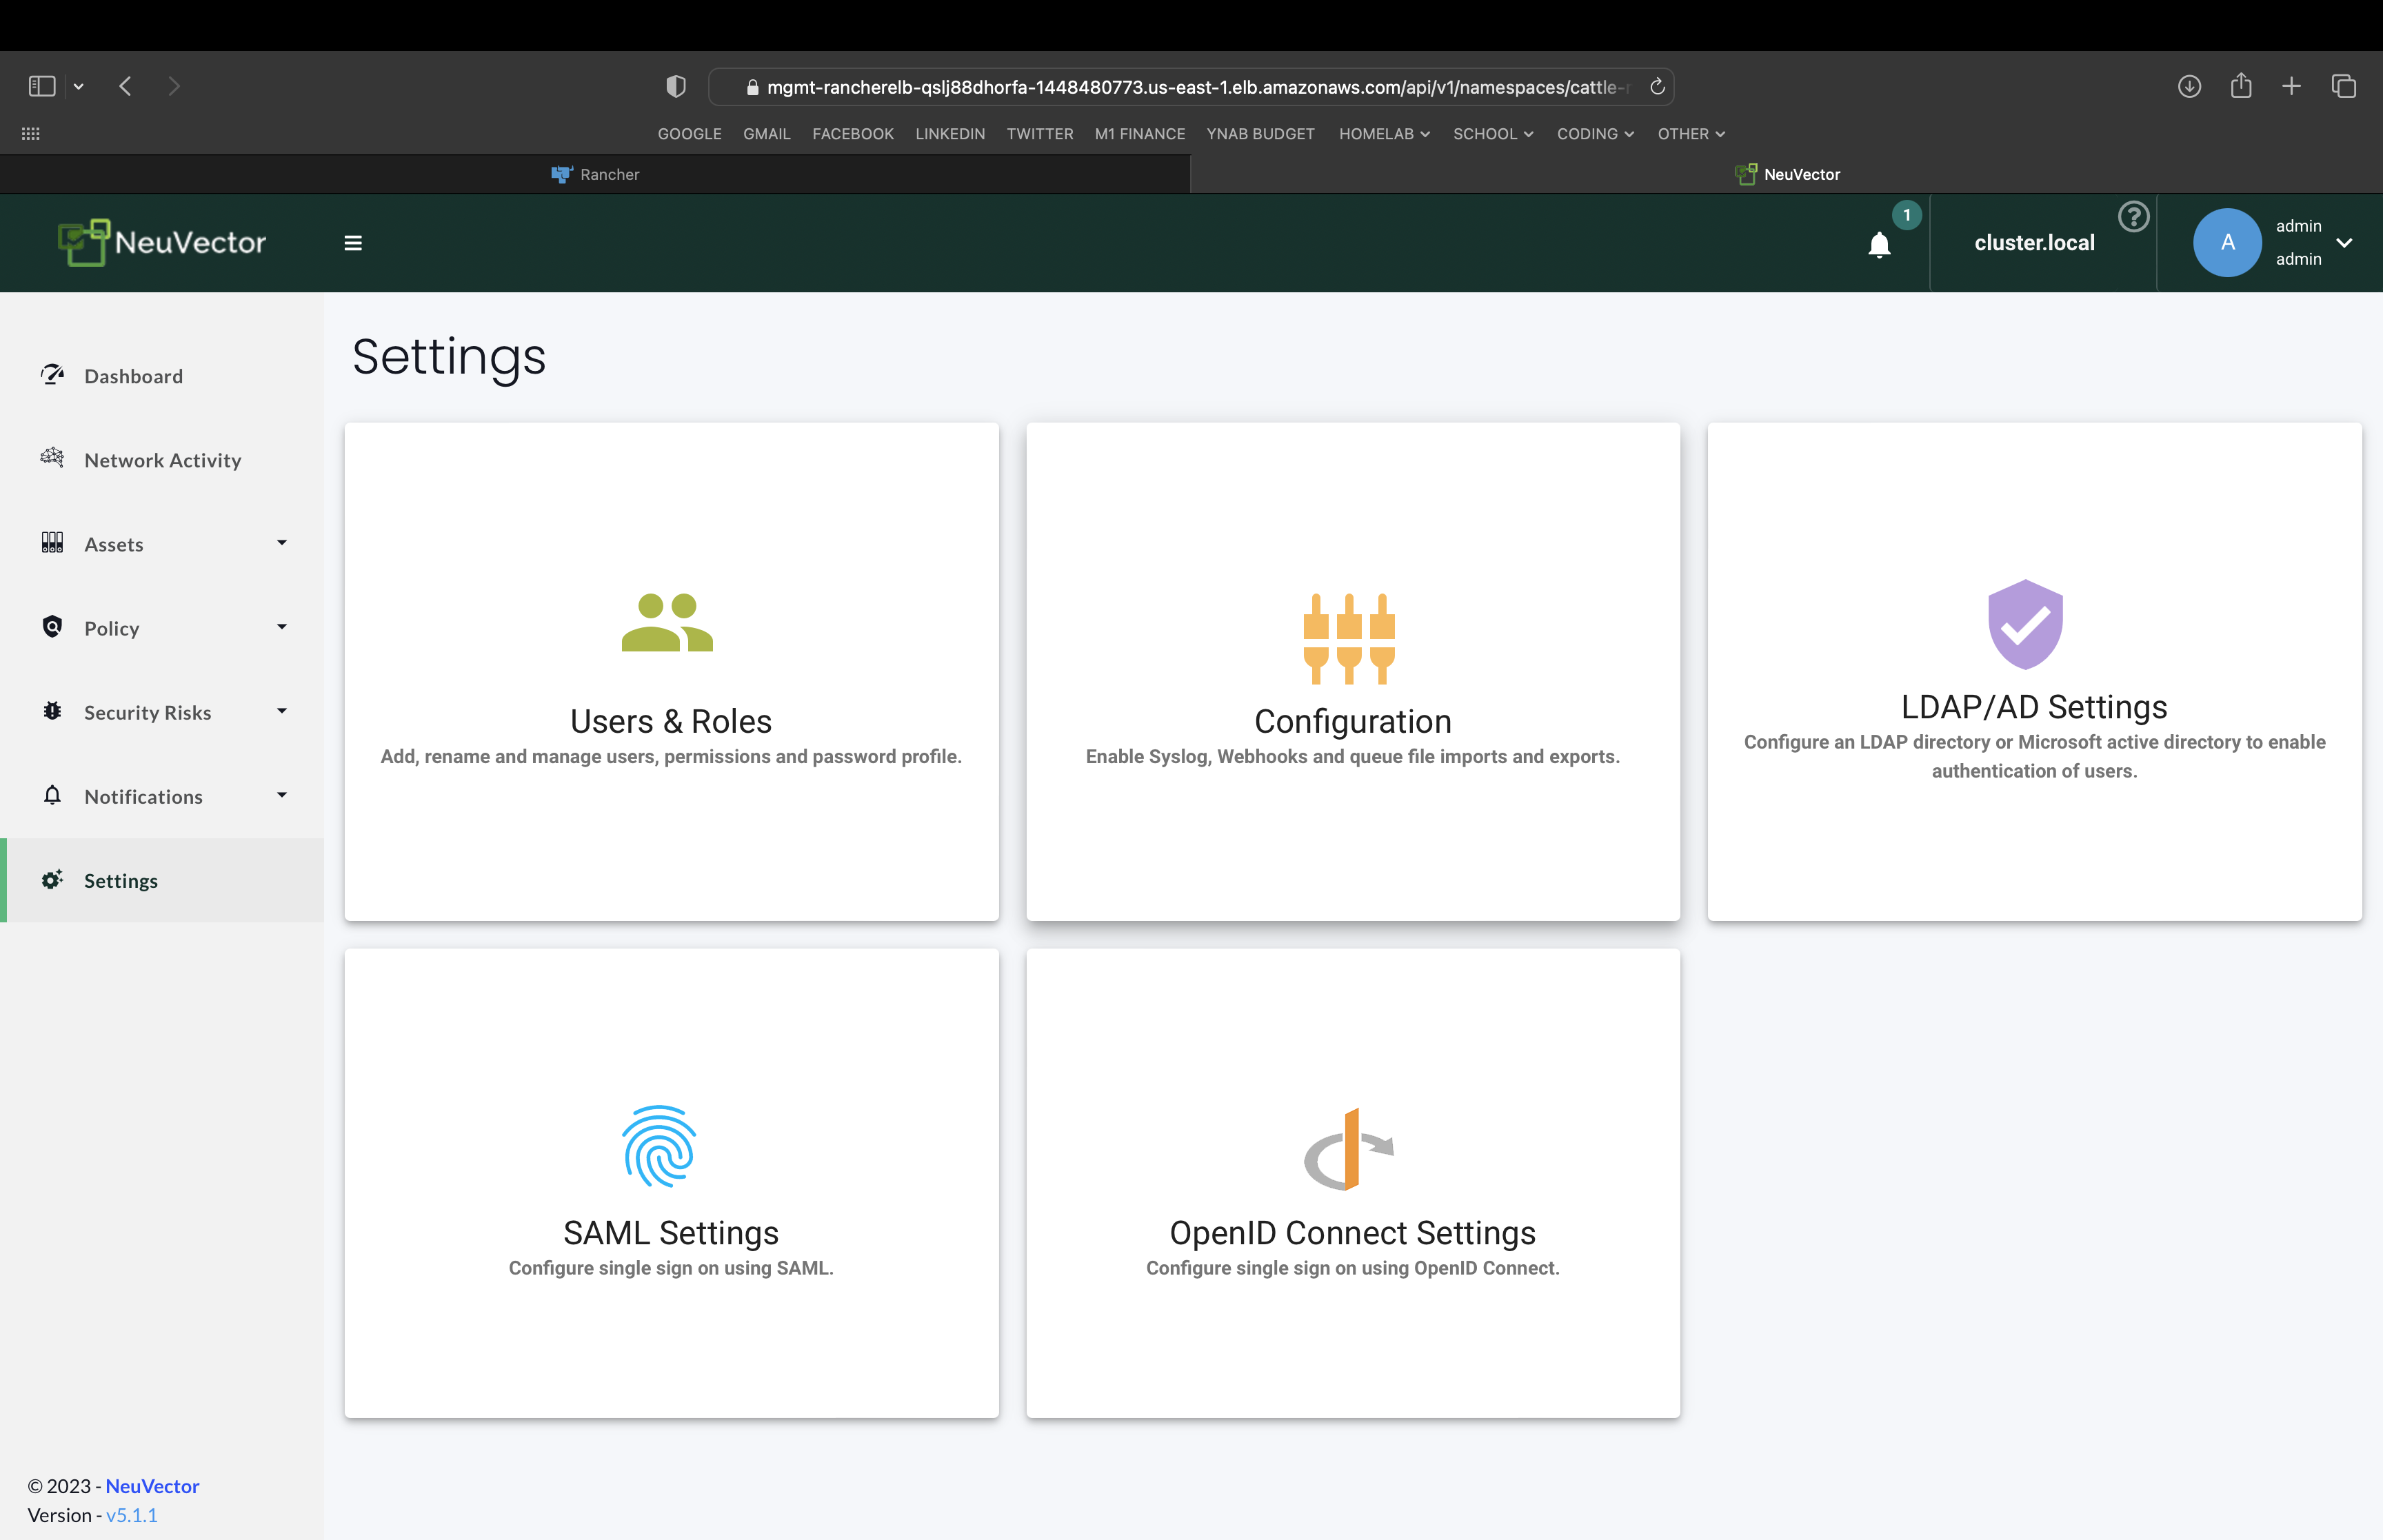 mgmt-rancherelb-qslj88dhorfa-1448480773.us-east-1.elb.amazonaws.com/api/v1/namespaces/cattle-
GOOGLE GMAIL FACEBOOK LINKEDIN TWITTER M1 FINANCE YNAB BUDGET HOMELAB SCHOOL CODING OTHER
Rancher
NeuVector
NeuVector
1
cluster.local
?
A
admin
admin
Dashboard
Network Activity
Assets
Policy
Security Risks
Notifications
Settings
© 2023 - NeuVector
Version - v5.1.1
Settings
Users & Roles
Add, rename and manage users, permissions and password profile.
Configuration
Enable Syslog, Webhooks and queue file imports and exports.
LDAP/AD Settings
Configure an LDAP directory or Microsoft active directory to enable
authentication of users.
SAML Settings
Configure single sign on using SAML.
OpenID Connect Settings
Configure single sign on using OpenID Connect.